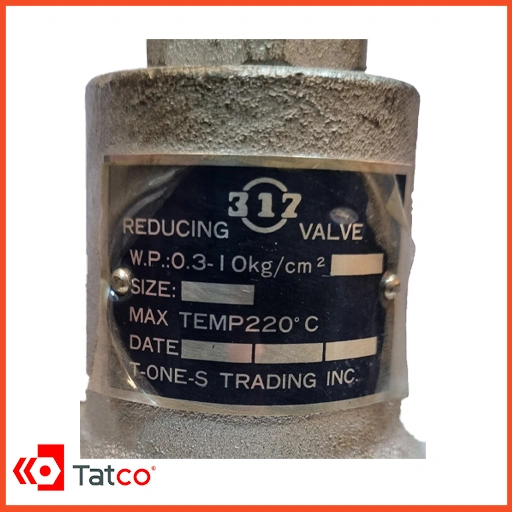 317
REDUCING VALVE
W.P.:0.3-10kg/cm²
SIZE:
MAX TEMP220°C
DATE
T-ONE-S TRADING INC.
Tatco